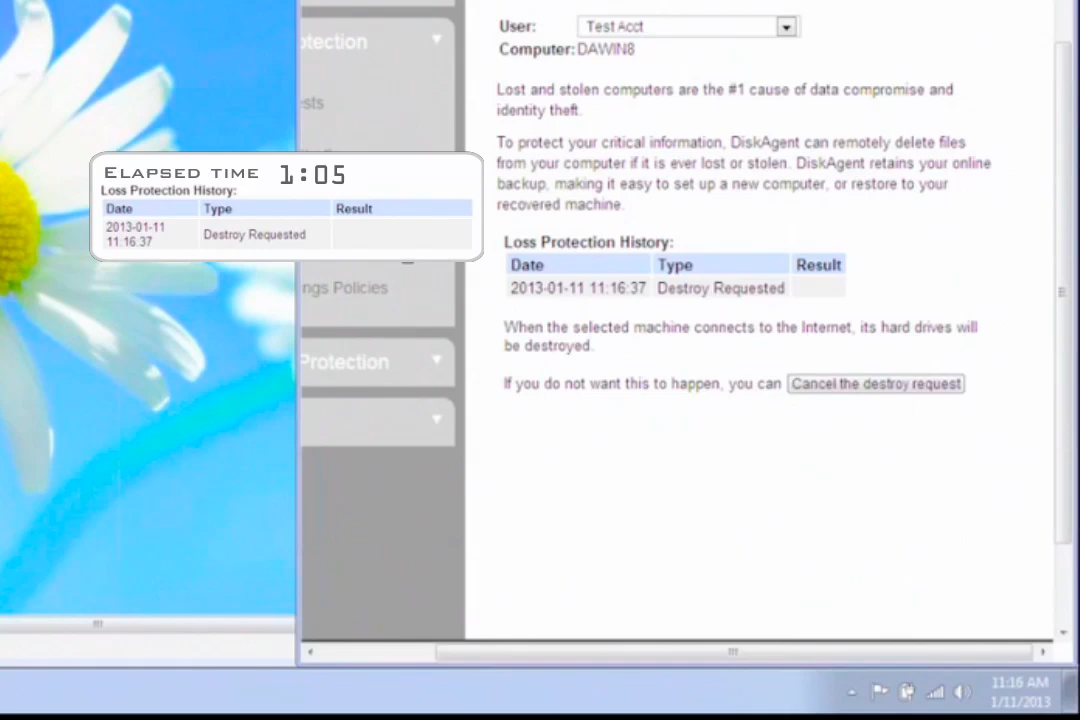 User: Test Acct
Computer: DAWIN8
Lost and stolen computers are the #1 cause of data compromise and
identity theft.
To protect your critical information, DiskAgent can remotely delete files
from your computer if it is ever lost or stolen. DiskAgent retains your online
backup, making it easy to set up a new computer, or restore to your
recovered machine.
Loss Protection History:
Date Type Result
2013-01-11 11:16:37 Destroy Requested
When the selected machine connects to the Internet, its hard drives will
be destroyed.
If you do not want this to happen, you can Cancel the destroy request
otection
sts
ELAPSED TIME 1:05
Loss Protection History:
Date Type Result
2013-01-11
11:16:37
Destroy Requested
ngs Policies
Protection
11:16 AM
1/11/2013